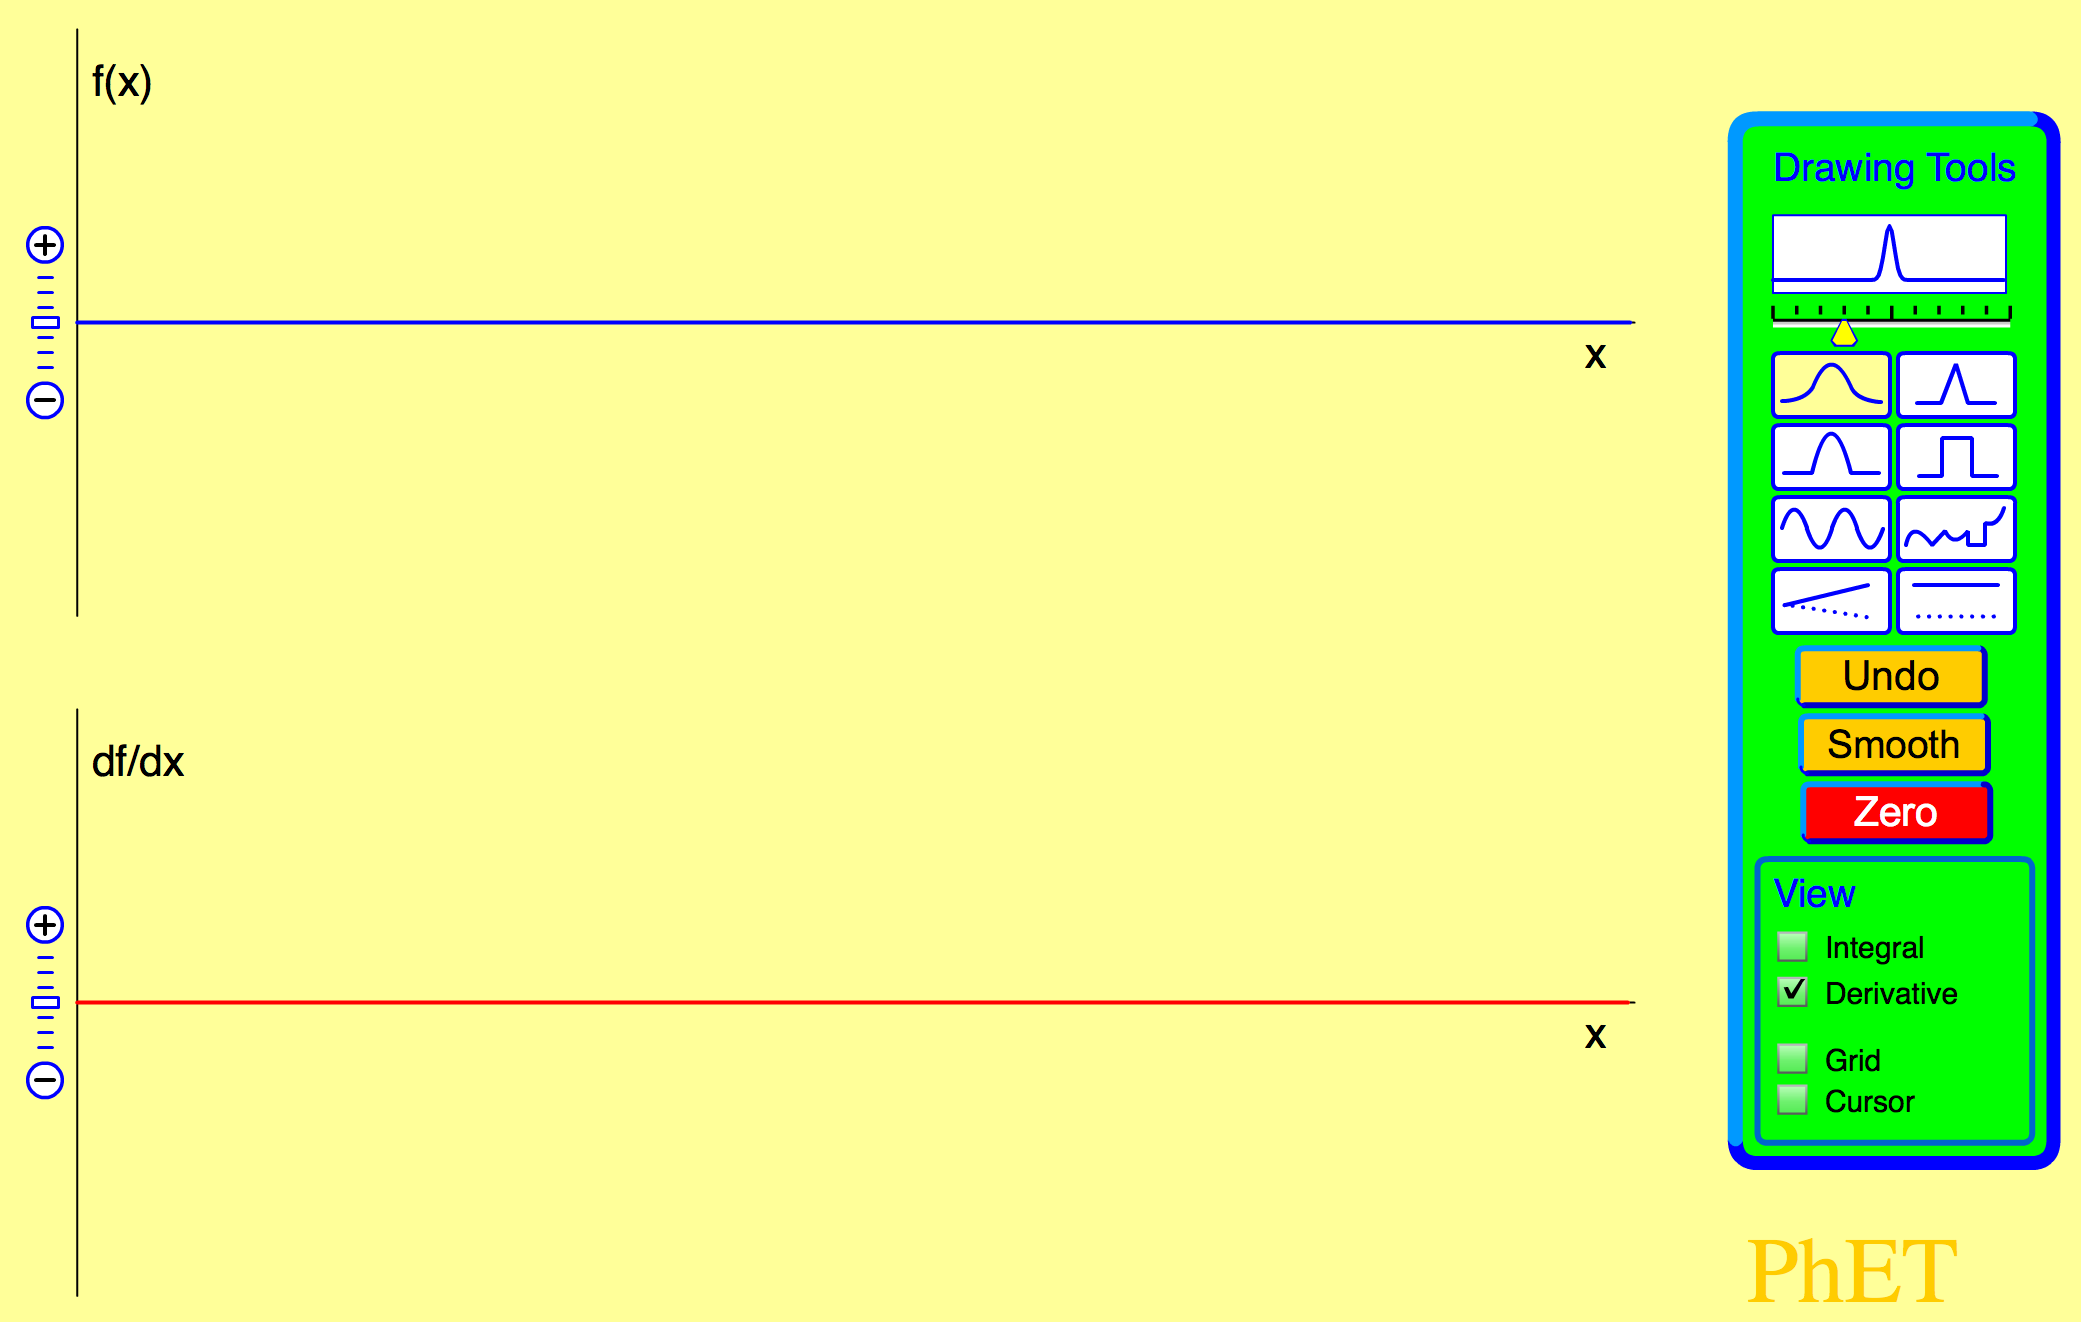 f(x)
x
df/dx
x
Drawing Tools
Undo
Smooth
Zero
View
Integral
Derivative
Grid
Cursor
PhET